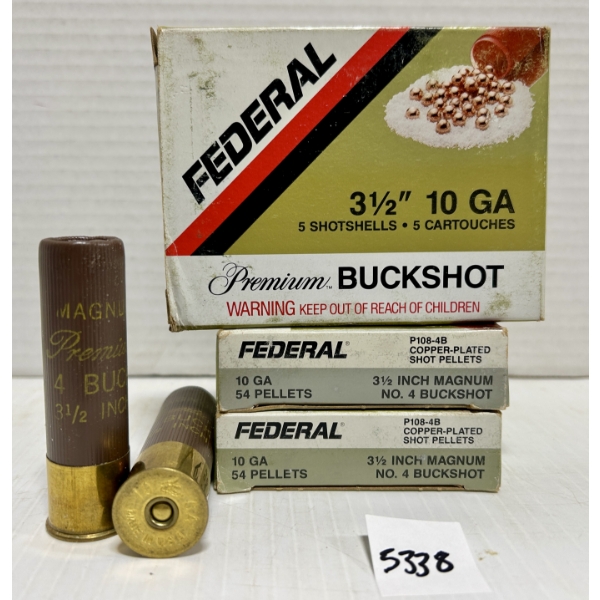 FEDERAL
3½" 10 GA
5 SHOTSHELLS • 5 CARTOUCHES
Premium™ BUCKSHOT
WARNING KEEP OUT OF REACH OF CHILDREN
FEDERAL®
P108-4B
COPPER-PLATED
SHOT PELLETS
10 GA
54 PELLETS
3½ INCH MAGNUM
NO. 4 BUCKSHOT
FEDERAL®
P108-4B
COPPER-PLATED
SHOT PELLETS
10 GA
54 PELLETS
3½ INCH MAGNUM
NO. 4 BUCKSHOT
MAGNU
Premiu
4 BUC
3 1/2 INC
5338